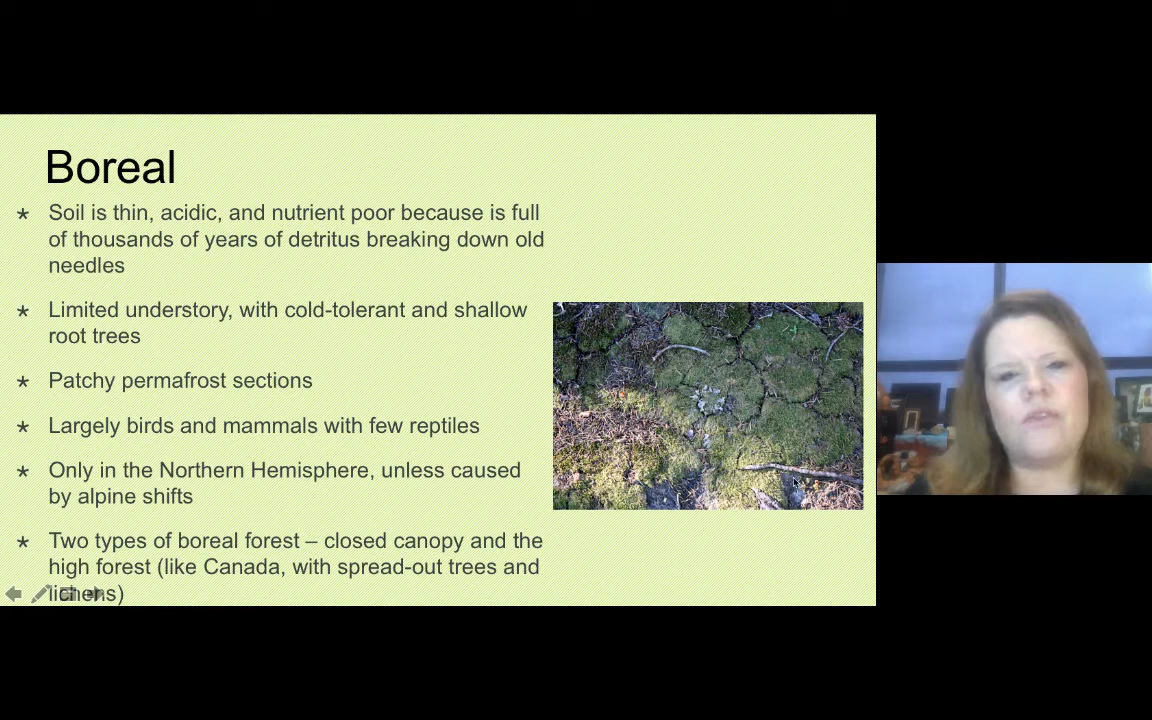 Boreal
* Soil is thin, acidic, and nutrient poor because is full
of thousands of years of detritus breaking down old
needles
* Limited understory, with cold-tolerant and shallow
root trees
* Patchy permafrost sections
* Largely birds and mammals with few reptiles
* Only in the Northern Hemisphere, unless caused
by alpine shifts
* Two types of boreal forest – closed canopy and the
high forest (like Canada, with spread-out trees and
lichens)